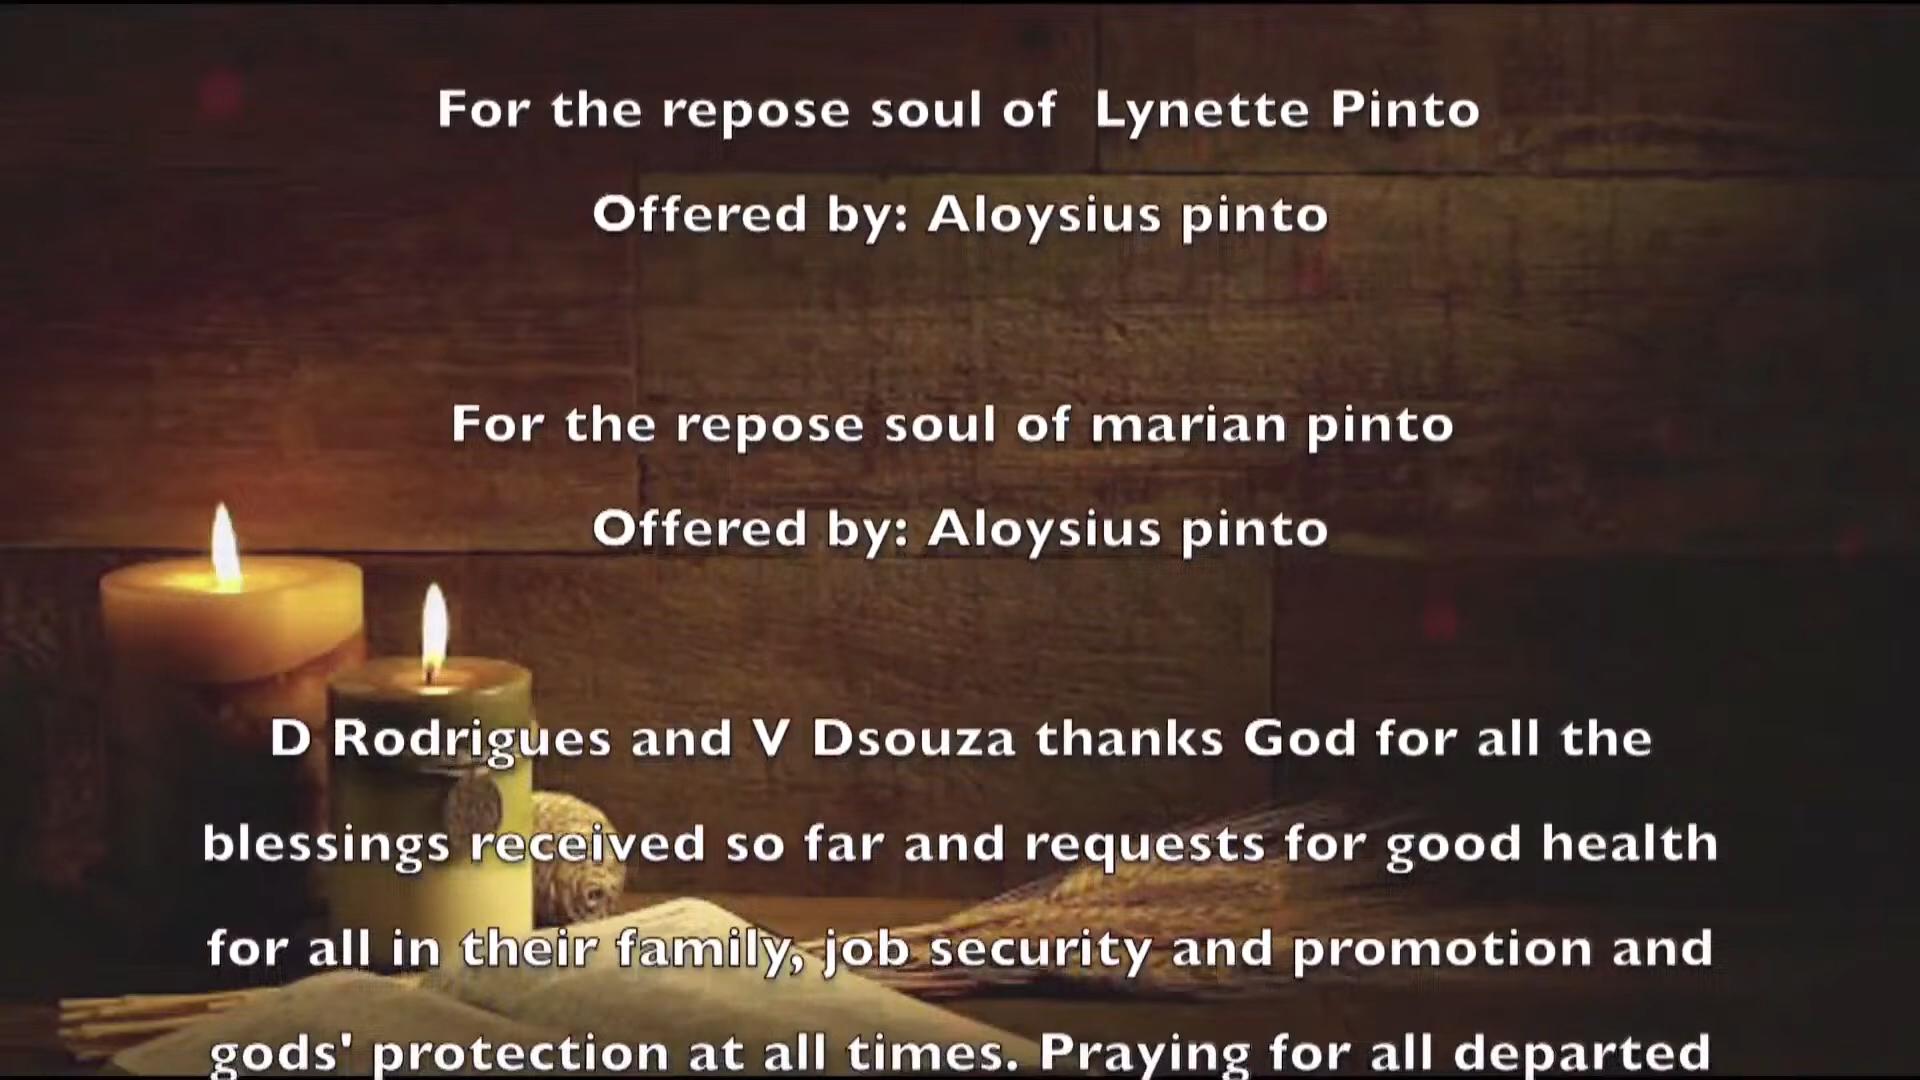 For the repose soul of  Lynette Pinto
Offered by: Aloysius pinto
For the repose soul of marian pinto
Offered by: Aloysius pinto
D Rodrigues and V Dsouza thanks God for all the
blessings received so far and requests for good health
for all in their family, job security and promotion and
gods' protection at all times. Praying for all departed